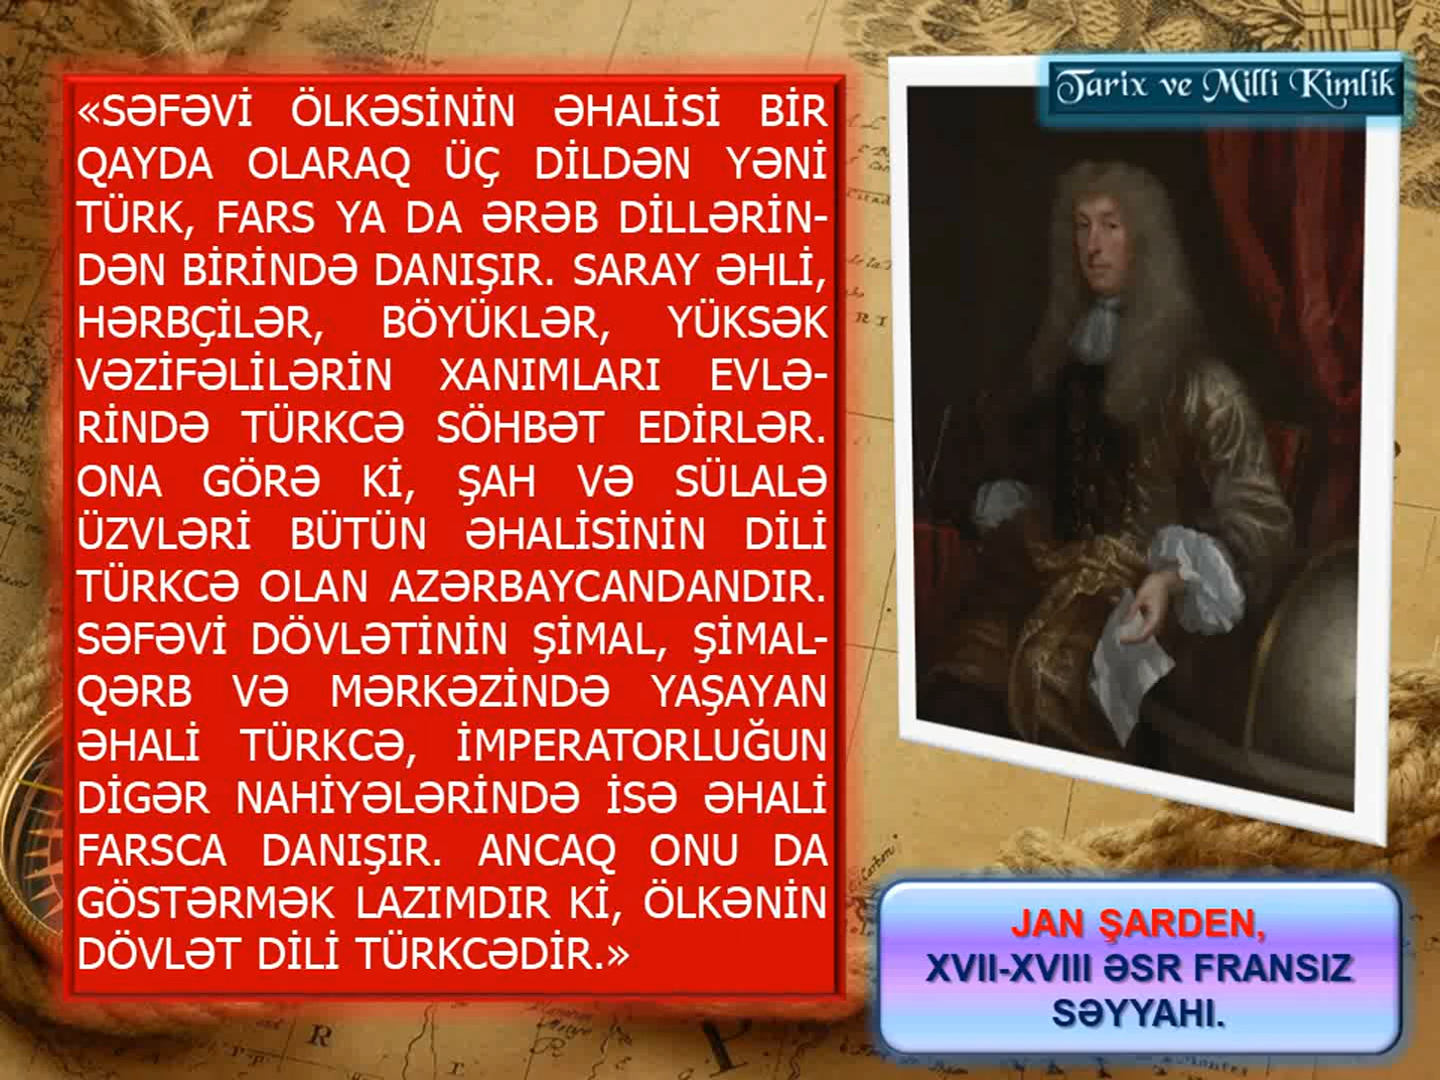 «SƏFƏVİ ÖLKƏSİNİN ƏHALİSİ BİR
QAYDA OLARAQ ÜÇ DİLDƏN YƏNİ
TÜRK, FARS YA DA ƏRƏB DİLLƏRİN-
DƏN BİRİNDƏ DANIŞIR. SARAY ƏHLİ,
HƏRBÇİLƏR, BÖYÜKLƏR, YÜKSƏK
VƏZİFƏLİLƏRİN XANIMLARI EVLƏ-
RİNDƏ TÜRKCƏ SÖHBƏT EDİRLƏR.
ONA GÖRƏ Kİ, ŞAH VƏ SÜLALƏ
ÜZVLƏRİ BÜTÜN ƏHALİSİNİN DİLİ
TÜRKCƏ OLAN AZƏRBAYCANDANDIR.
SƏFƏVİ DÖVLƏTİNİN ŞİMAL, ŞİMAL-
QƏRB VƏ MƏRKƏZİNDƏ YAŞAYAN
ƏHALİ TÜRKCƏ, İMPERATORLUĞUN
DİGƏR NAHİYƏLƏRİNDƏ İSƏ ƏHALİ
FARSCA DANIŞIR. ANCAQ ONU DA
GÖSTƏRMƏK LAZIMDIR Kİ, ÖLKƏNİN
DÖVLƏT DİLİ TÜRKCƏDİR.»
Tarix ve Milli Kimlik
JAN ŞARDEN,
XVII-XVIII ƏSR FRANSIZ
SƏYYAHI.